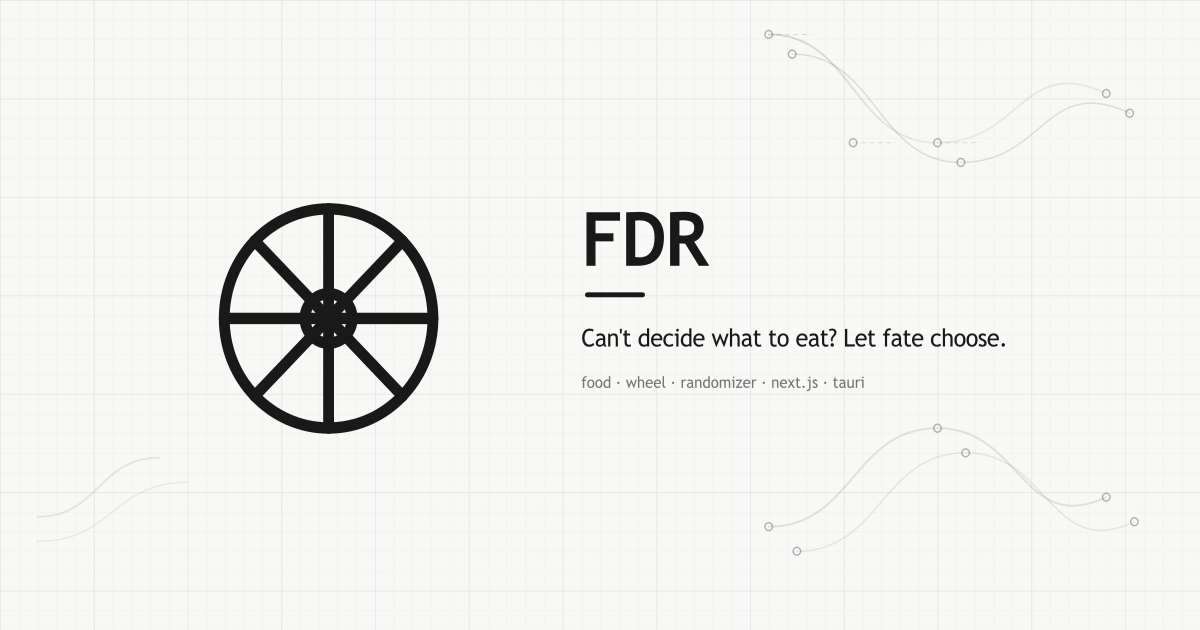 FDR
Can't decide what to eat? Let fate choose.
food · wheel · randomizer · next.js · tauri